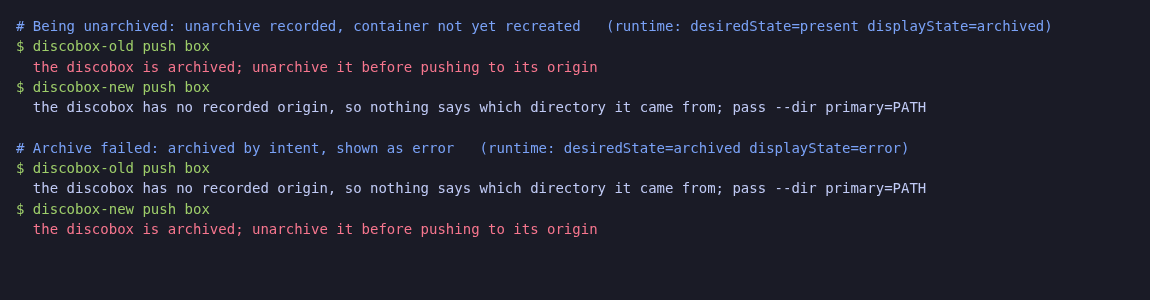 # Being unarchived: unarchive recorded, container not yet recreated   (runtime: desiredState=present displayState=archived)
$ discobox-old push box
  the discobox is archived; unarchive it before pushing to its origin
$ discobox-new push box
  the discobox has no recorded origin, so nothing says which directory it came from; pass --dir primary=PATH

# Archive failed: archived by intent, shown as error   (runtime: desiredState=archived displayState=error)
$ discobox-old push box
  the discobox has no recorded origin, so nothing says which directory it came from; pass --dir primary=PATH
$ discobox-new push box
  the discobox is archived; unarchive it before pushing to its origin